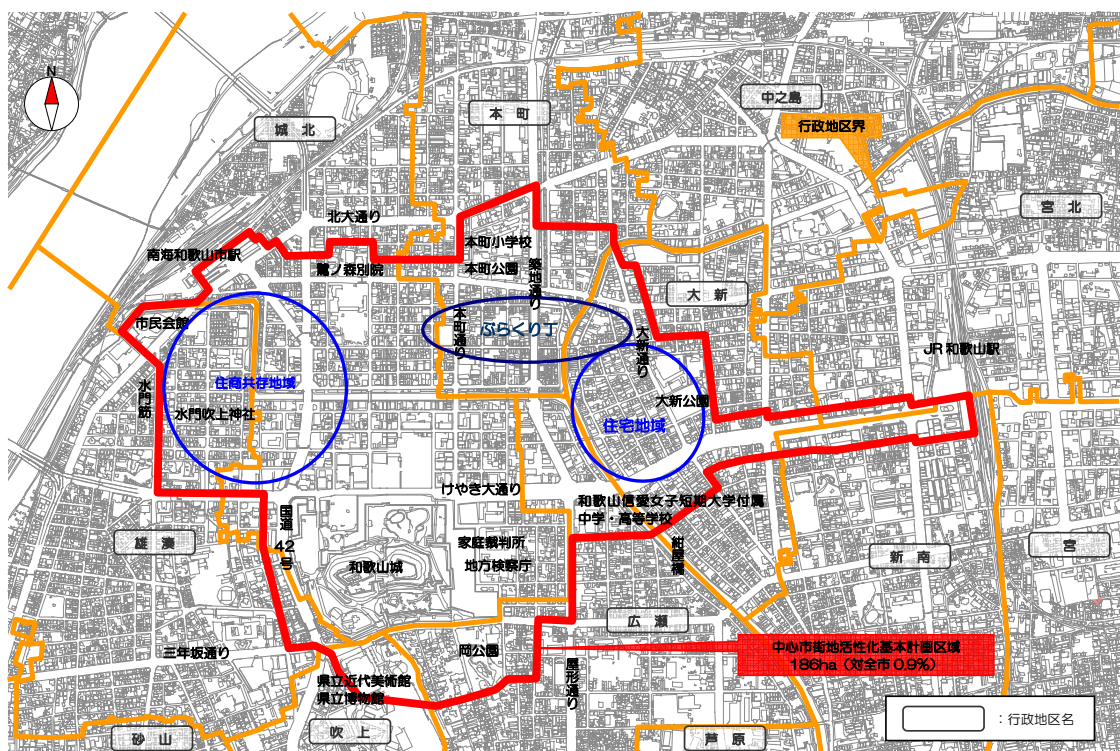 N
本町
中之島
城北
行政地区界
宮北
北大通り
本町小学校
南海和歌山市駅
鷺ノ森別院
本町公園
築地通り
大新
市民会館
本町通り
ぶらくり丁
大新通り
JR和歌山駅
住商共存地域
水門筋
水門吹上神社
大新公園
住宅地域
けやき大通り
和歌山信愛女子短期大学付属
中学・高等学校
国道42号
雄湊
家庭裁判所
紺屋橋
新南
宮
和歌山城
地方検察庁
広瀬
三年坂通り
岡公園
中心市街地活性化基本計画区域
186ha(対全市0.9%)
屋形通り
県立近代美術館
県立博物館
吹上
砂山
芦原
:行政地区名